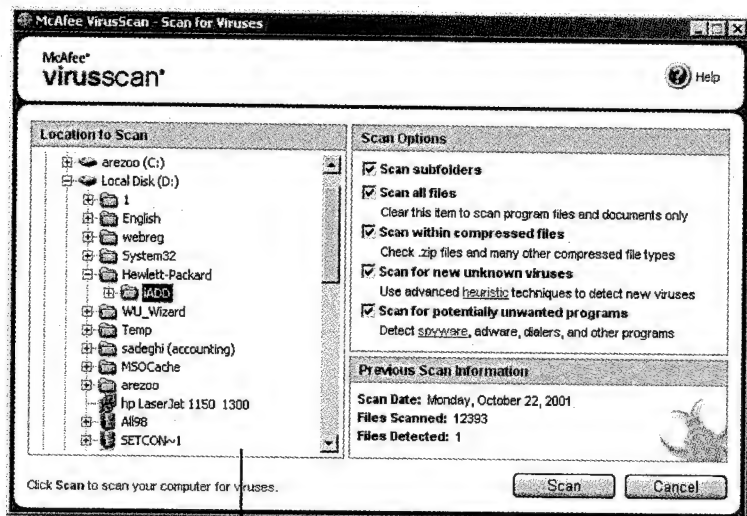 McAfee VirusScan - Scan for Viruses
McAfee
virusscan
Help
Location to Scan
arezoo (C:)
Local Disk (D:)
1
English
webreg
System32
Hewlett-Packard
iADD
WU_Wizard
Temp
sadeghi (accounting)
MSOCache
arezoo
hp LaserJet 1150 1300
Ali98
SETCON~1
Scan Options
Scan subfolders
Scan all files
Clear this item to scan program files and documents only
Scan within compressed files
Check .zip files and many other compressed file types
Scan for new unknown viruses
Use advanced heuristic techniques to detect new viruses
Scan for potentially unwanted programs
Detect spyware, adware, dialers, and other programs
Previous Scan Information
Scan Date: Monday, October 22, 2001
Files Scanned: 12393
Files Detected: 1
Click Scan to scan your computer for viruses.
Scan
Cancel